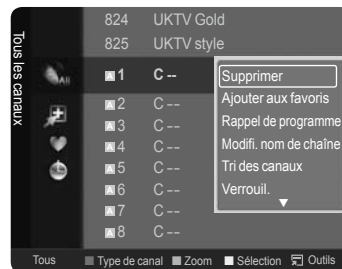 Tous les canaux
824 UKTV Gold
825 UKTV style
All
A 1 C --
A 2 C --
A 3 C --
A 4 C --
A 5 C --
A 6 C --
A 7 C --
A 8 C --
Supprimer
Ajouter aux favoris
Rappel de programme
Modifi. nom de chaîne
Tri des canaux
Verrouil.
Tous Type de canal Zoom Sélection Outils